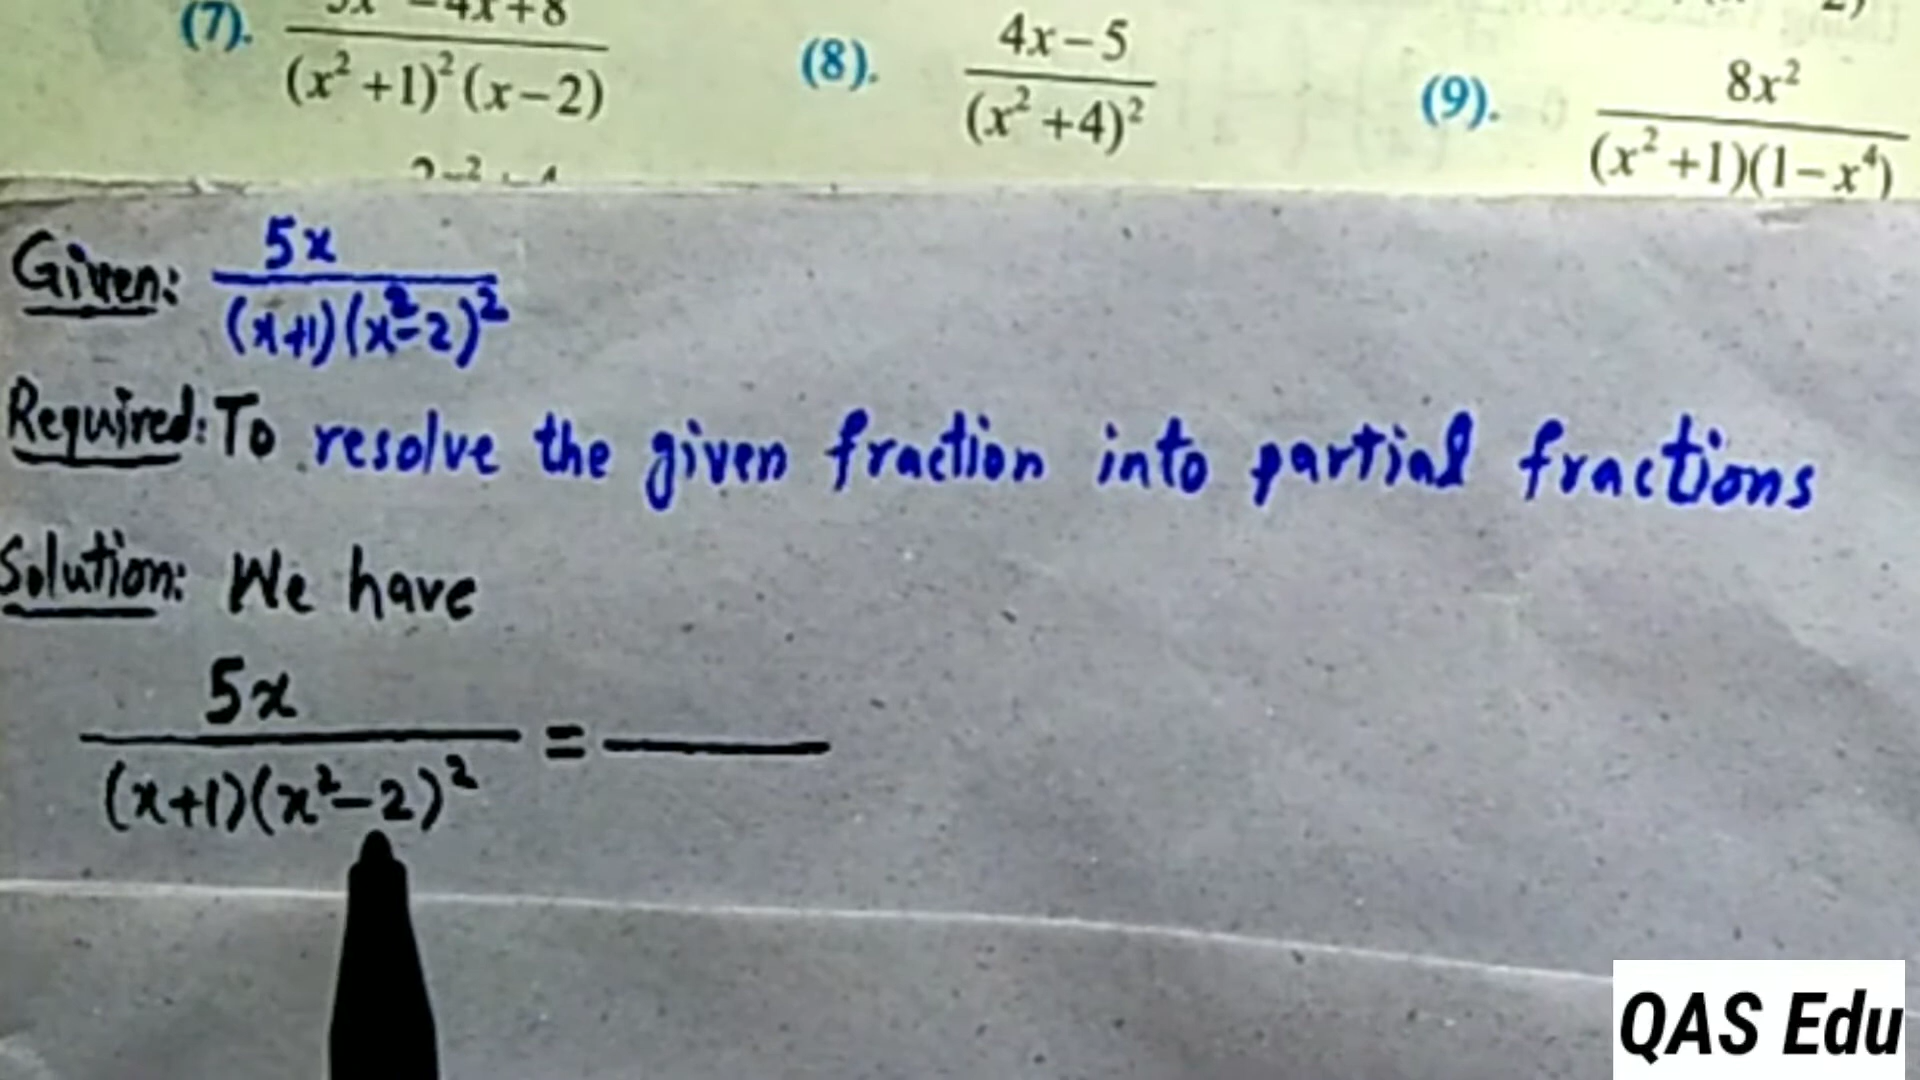 (7). (8). 4x-5 / (x²+4)² (9). 8x² / (x²+1)(1-x⁴)
-4x+8 / (x²+1)²(x-2)
Given: 5x / (x+1)(x²-2)²
Required: To resolve the given fraction into partial fractions
Solution: We have
5x / (x+1)(x²-2)² =
QAS Edu